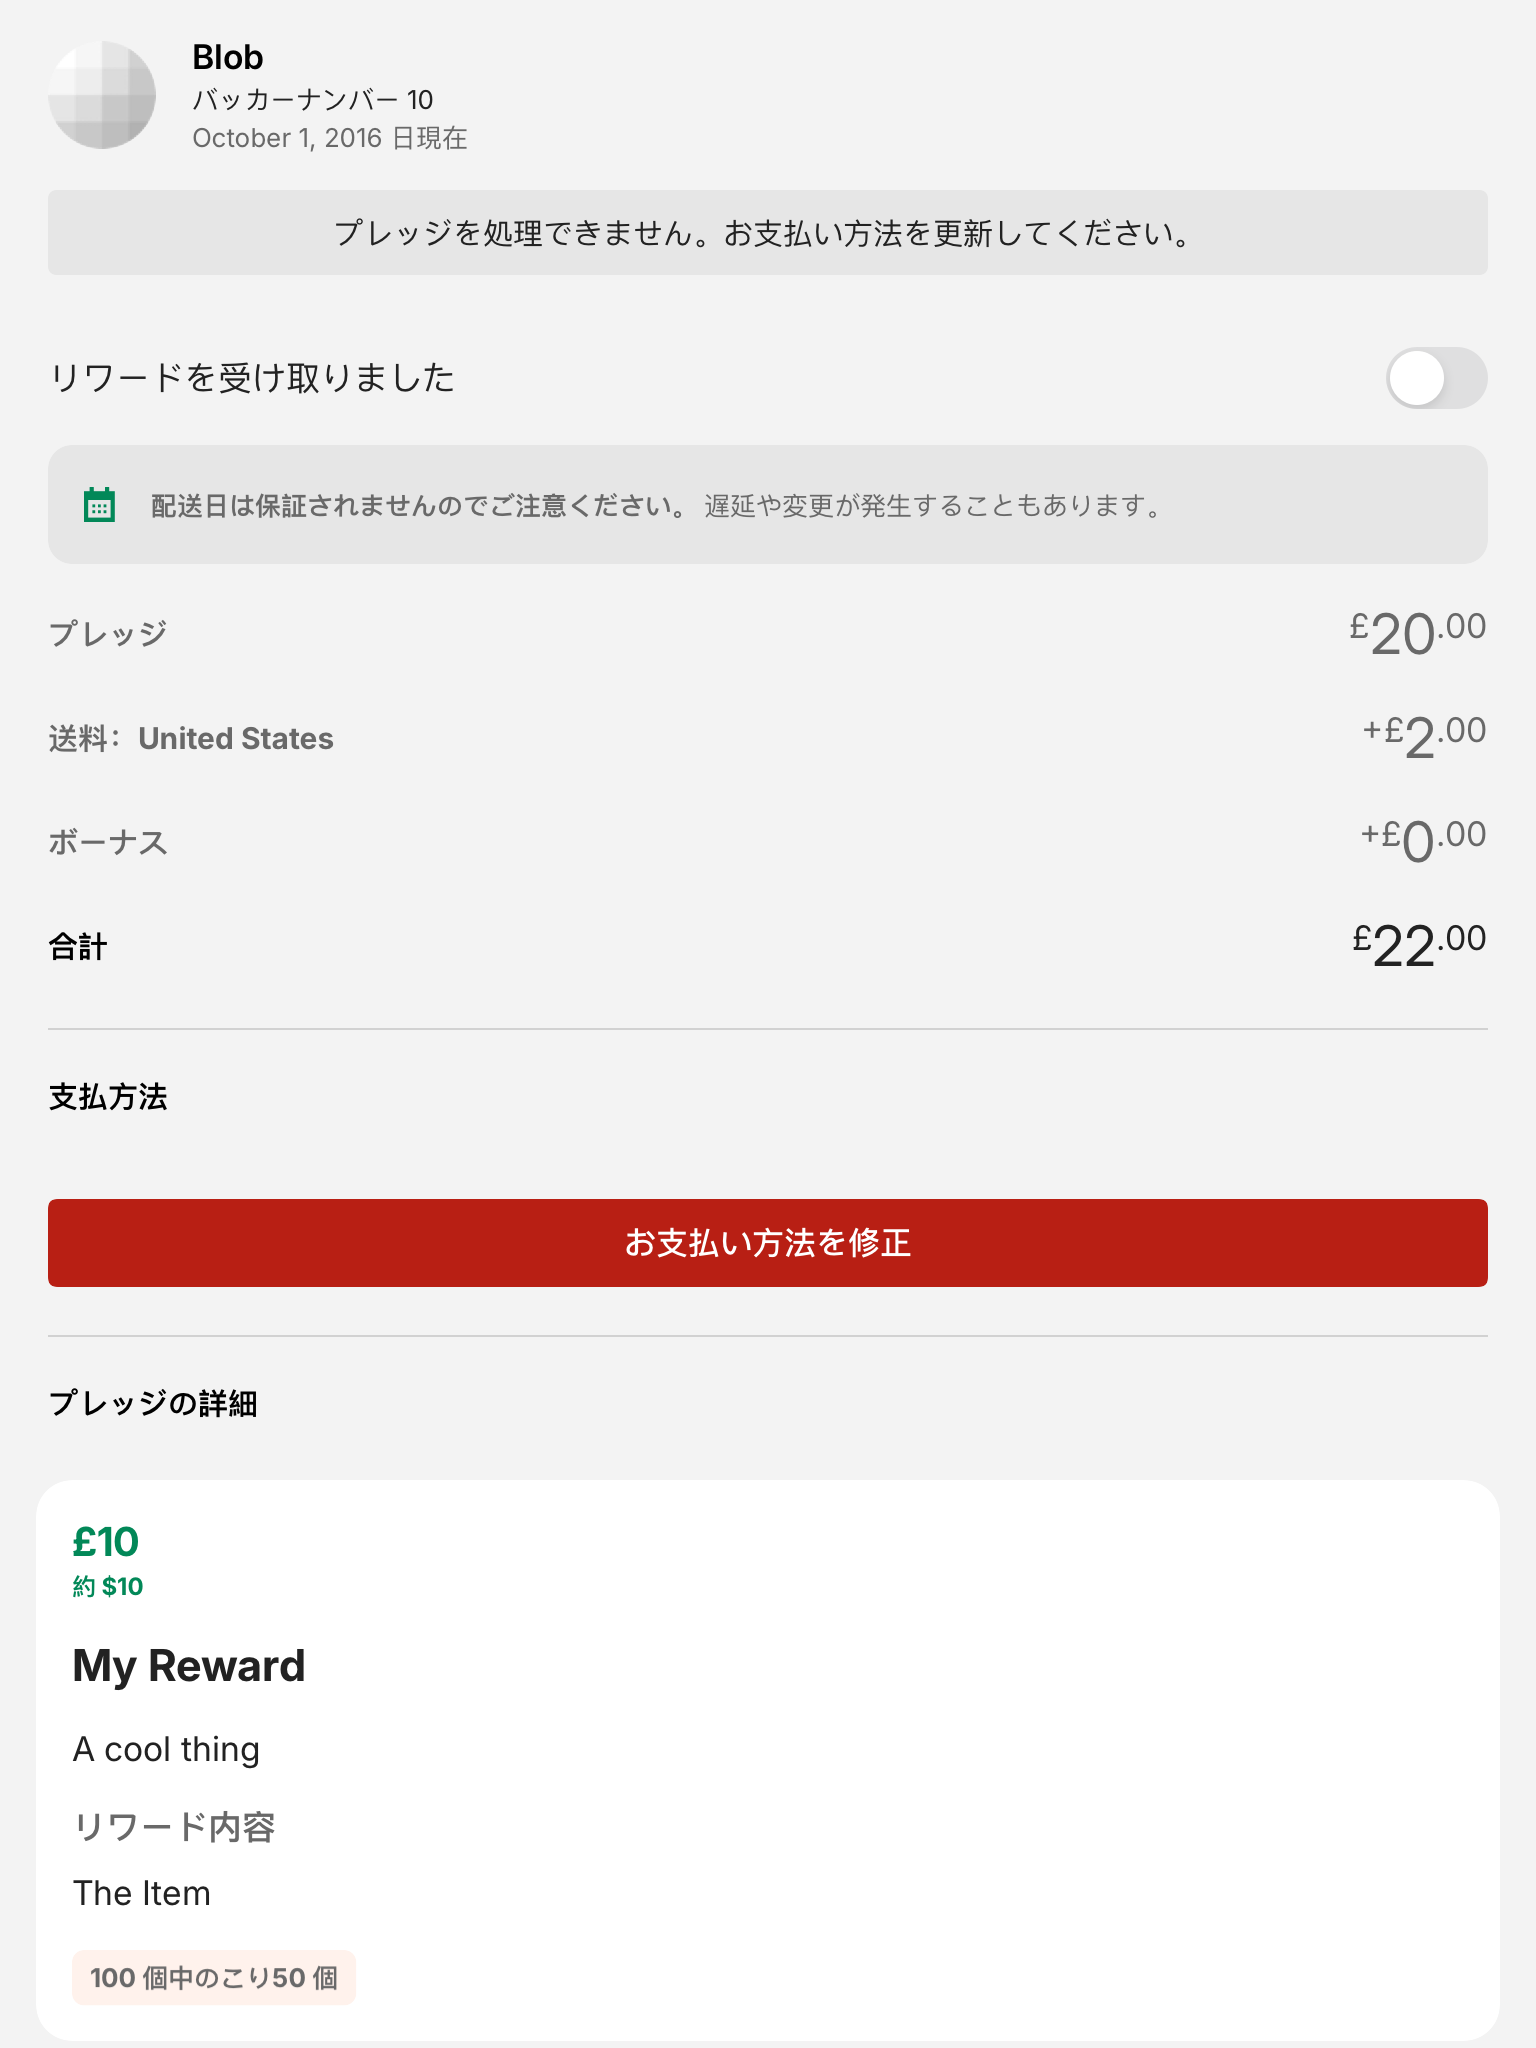 Blob
バッカーナンバー 10
October 1, 2016 日現在
プレッジを処理できません。お支払い方法を更新してください。
リワードを受け取りました
配送日は保証されませんのでご注意ください。 遅延や変更が発生することもあります。
プレッジ £20.00
送料： United States +£2.00
ボーナス +£0.00
合計 £22.00
支払方法
お支払い方法を修正
プレッジの詳細
£10
約 $10
My Reward
A cool thing
リワード内容
The Item
100 個中のこり50 個